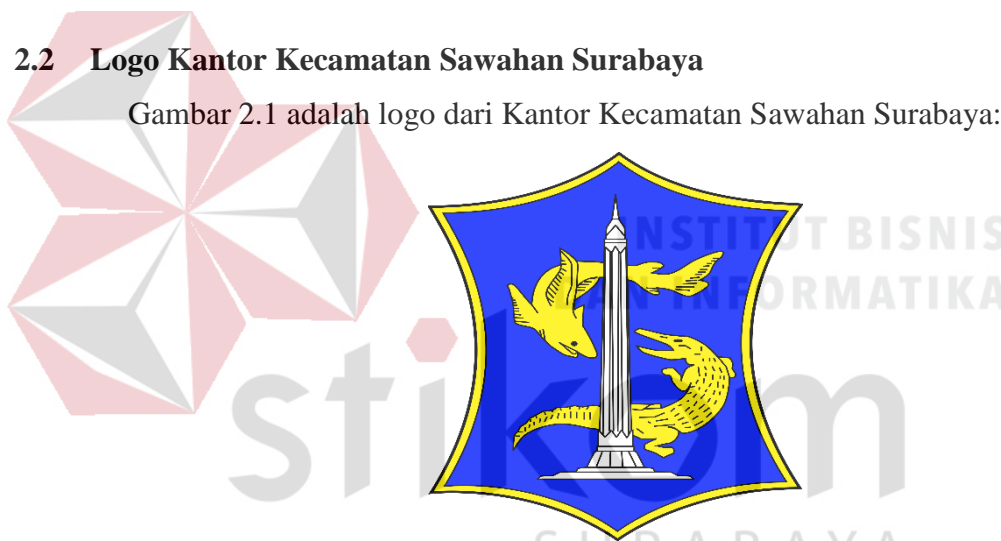 2.2 Logo Kantor Kecamatan Sawahan Surabaya
Gambar 2.1 adalah logo dari Kantor Kecamatan Sawahan Surabaya:
INSTITUT BISNIS
DAN INFORMATIKA
stikom
SURABAYA